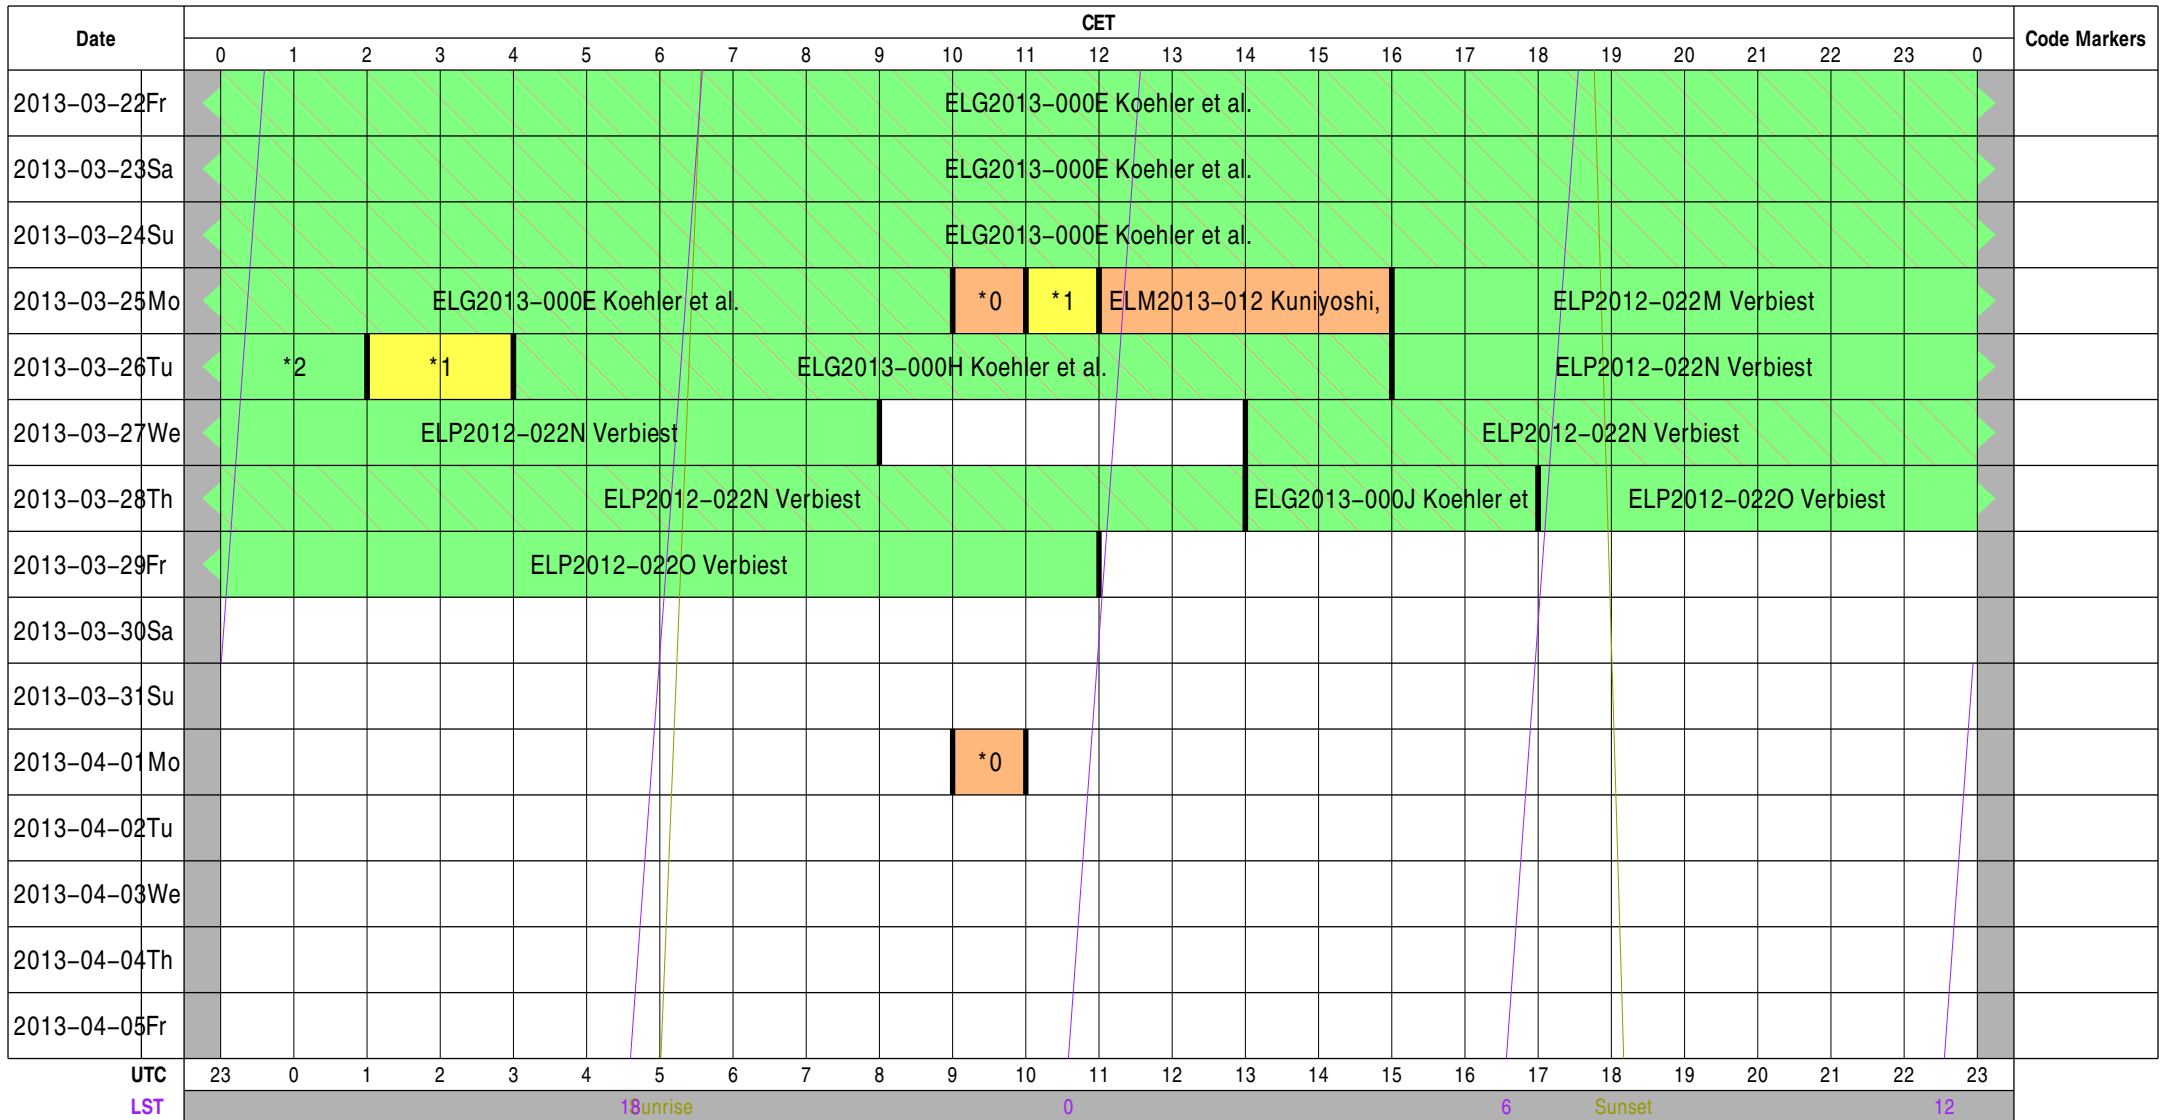 Date CET Code Markers
0 1 2 3 4 5 6 7 8 9 10 11 12 13 14 15 16 17 18 19 20 21 22 23 0
2013-03-22Fr ELG2013-000E Koehler et al.
2013-03-23Sa ELG2013-000E Koehler et al.
2013-03-24Su ELG2013-000E Koehler et al.
2013-03-25Mo ELG2013-000E Koehler et al. *0 *1 ELM2013-012 Kuniyoshi, ELP2012-022M Verbiest
2013-03-26Tu *2 *1 ELG2013-000H Koehler et al. ELP2012-022N Verbiest
2013-03-27We ELP2012-022N Verbiest ELP2012-022N Verbiest
2013-03-28Th ELP2012-022N Verbiest ELG2013-000J Koehler et ELP2012-022O Verbiest
2013-03-29Fr ELP2012-022O Verbiest
2013-03-30Sa
2013-03-31Su
2013-04-01Mo *0
2013-04-02Tu
2013-04-03We
2013-04-04Th
2013-04-05Fr
UTC 23 0 1 2 3 4 5 6 7 8 9 10 11 12 13 14 15 16 17 18 19 20 21 22 23
LST 18 Sunrise 0 6 Sunset 12